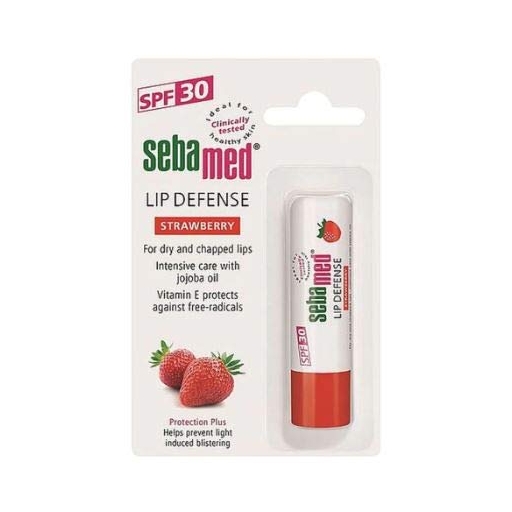 SPF 30
Ideal for healthy skin
Clinically tested
sebamed®
LIP DEFENSE
STRAWBERRY
For dry and chapped lips
Intensive care with
jojoba oil
Vitamin E protects
against free-radicals
Protection Plus
Helps prevent light
induced blistering
SPF 30
sebamed®
LIP DEFENSE
STRAWBERRY